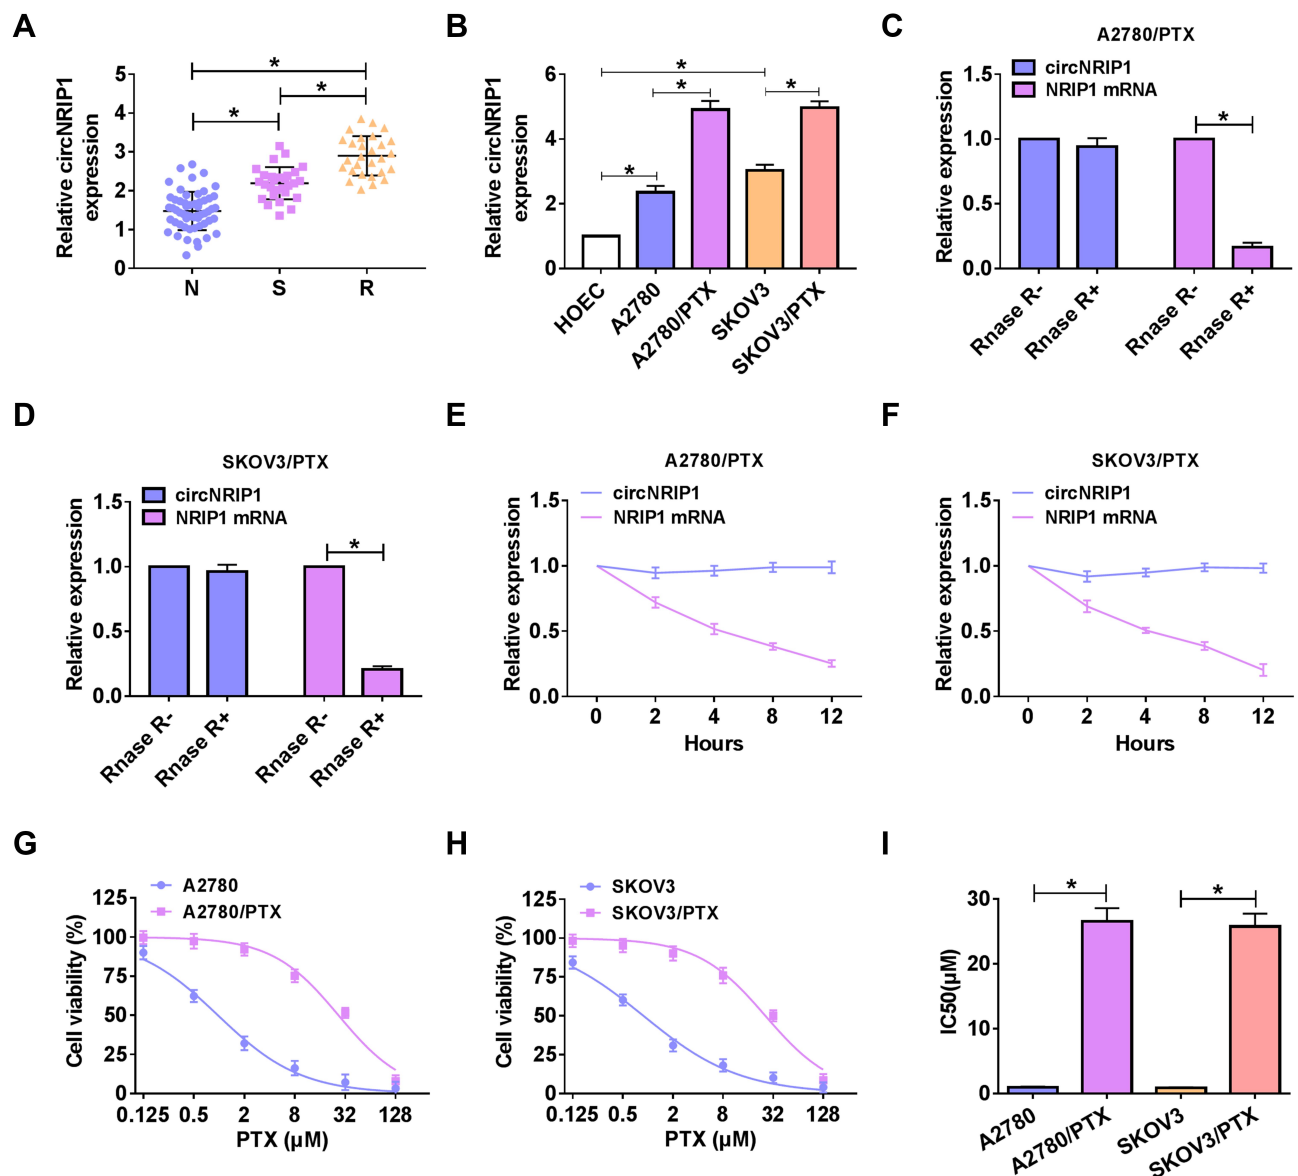 A
Relative circNRIP1
expression
5
4
3
2
1
0
*
*
*
N S R
B
Relative circNRIP1
expression
6
4
2
0
*
*
*
*
HOEC A2780 A2780/PTX SKOV3 SKOV3/PTX
C
A2780/PTX
circNRIP1
NRIP1 mRNA
Relative expression
1.5
1.0
0.5
0.0
*
Rnase R- Rnase R+ Rnase R- Rnase R+
D
SKOV3/PTX
circNRIP1
NRIP1 mRNA
Relative expression
1.5
1.0
0.5
0.0
*
Rnase R- Rnase R+ Rnase R- Rnase R+
E
A2780/PTX
circNRIP1
NRIP1 mRNA
Relative expression
1.5
1.0
0.5
0.0
0 2 4 8 12
Hours
F
SKOV3/PTX
circNRIP1
NRIP1 mRNA
Relative expression
1.5
1.0
0.5
0.0
0 2 4 8 12
Hours
G
A2780
A2780/PTX
Cell viability (%)
125
100
75
50
25
0
0.125 0.5 2 8 32 128
PTX (μM)
H
SKOV3
SKOV3/PTX
Cell viability (%)
125
100
75
50
25
0
0.125 0.5 2 8 32 128
PTX (μM)
I
IC50(μM)
30
20
10
0
*
*
A2780 A2780/PTX SKOV3 SKOV3/PTX